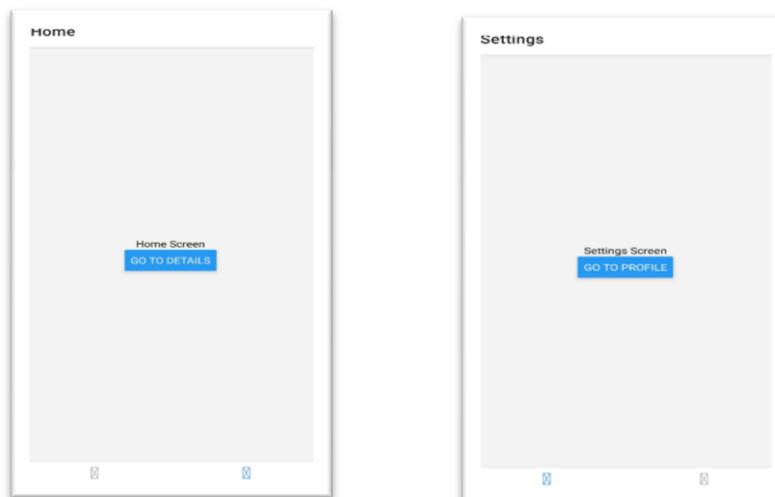 Home
Home Screen
GO TO DETAILS
Settings
Settings Screen
GO TO PROFILE